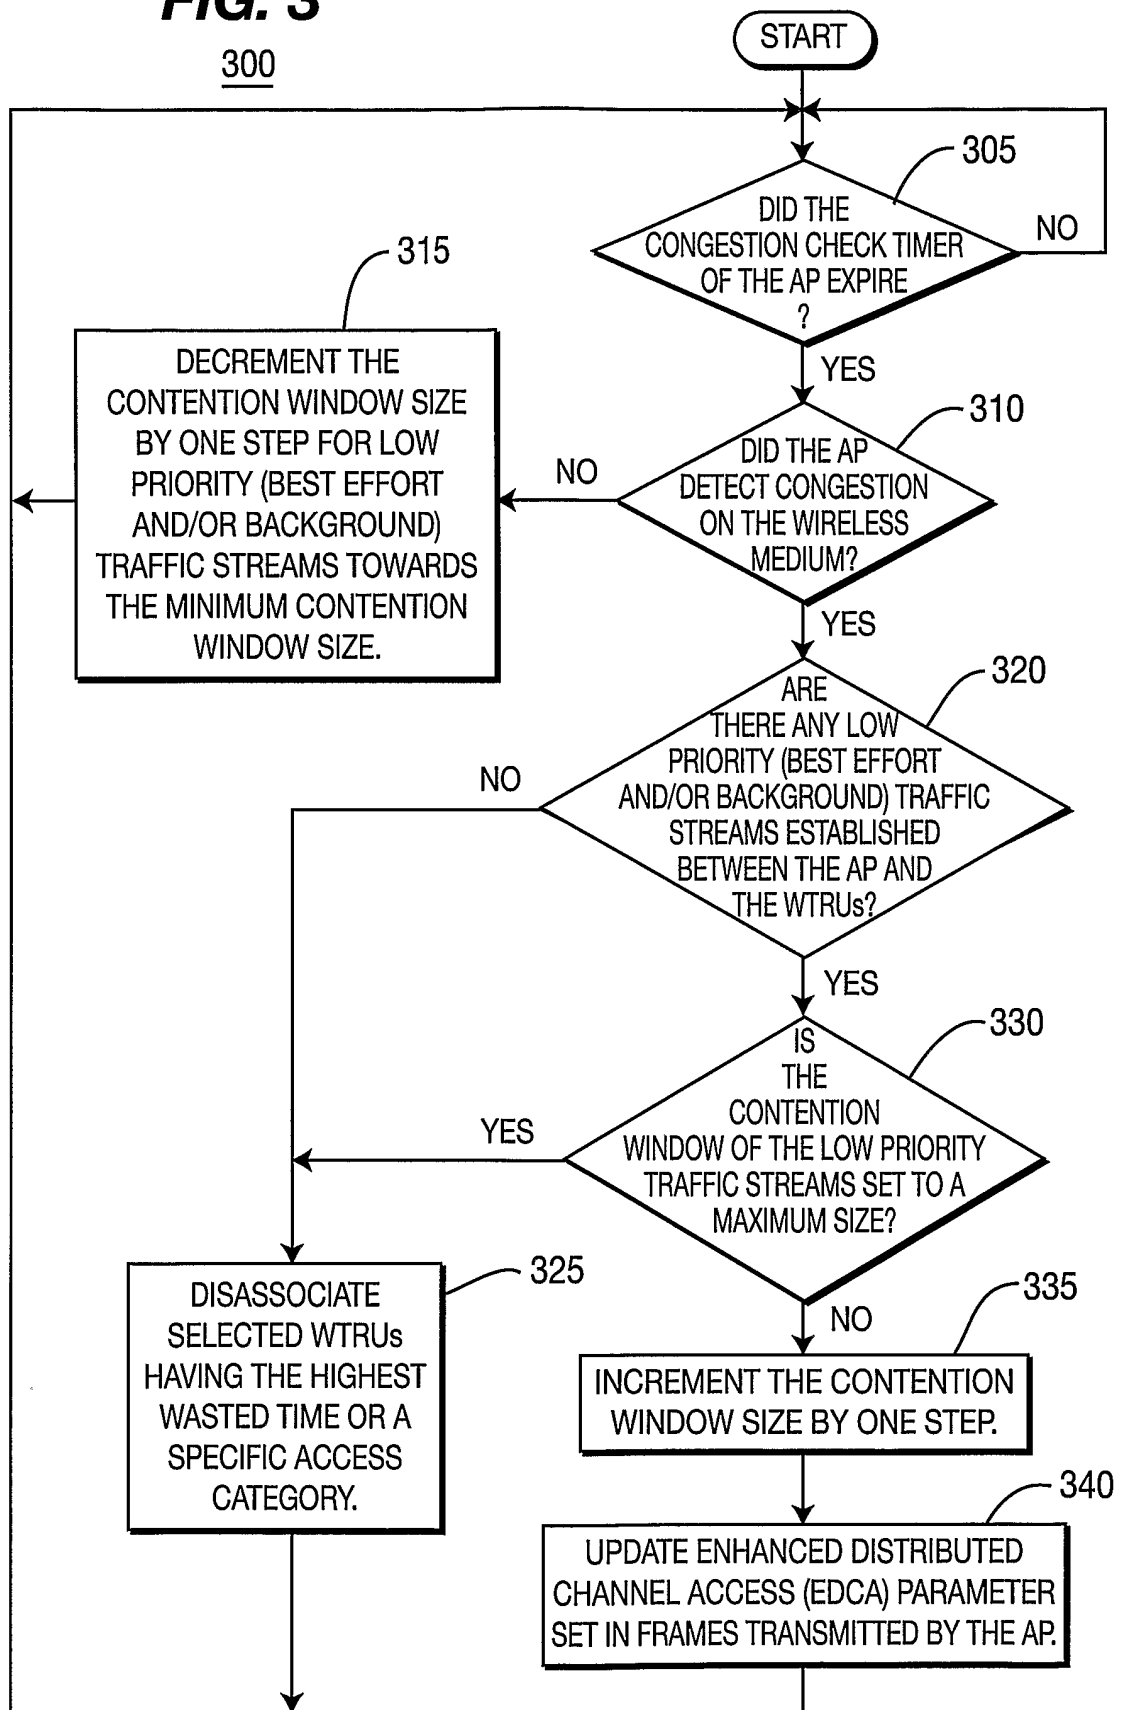 FIG. 3
300
START
305
DID THE
CONGESTION CHECK TIMER
OF THE AP EXPIRE
?
NO
YES
315
DECREMENT THE
CONTENTION WINDOW SIZE
BY ONE STEP FOR LOW
PRIORITY (BEST EFFORT
AND/OR BACKGROUND)
TRAFFIC STREAMS TOWARDS
THE MINIMUM CONTENTION
WINDOW SIZE.
310
DID THE AP
DETECT CONGESTION
ON THE WIRELESS
MEDIUM?
NO
YES
320
ARE
THERE ANY LOW
PRIORITY (BEST EFFORT
AND/OR BACKGROUND) TRAFFIC
STREAMS ESTABLISHED
BETWEEN THE AP AND
THE WTRUs?
NO
YES
330
IS
THE
CONTENTION
WINDOW OF THE LOW PRIORITY
TRAFFIC STREAMS SET TO A
MAXIMUM SIZE?
YES
NO
325
DISASSOCIATE
SELECTED WTRUs
HAVING THE HIGHEST
WASTED TIME OR A
SPECIFIC ACCESS
CATEGORY.
335
INCREMENT THE CONTENTION
WINDOW SIZE BY ONE STEP.
340
UPDATE ENHANCED DISTRIBUTED
CHANNEL ACCESS (EDCA) PARAMETER
SET IN FRAMES TRANSMITTED BY THE AP.